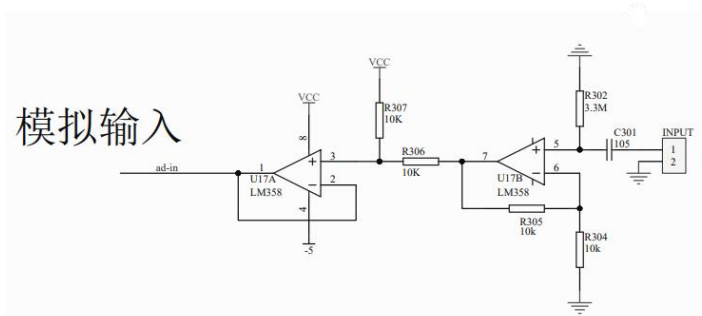 模拟输入
ad-in
1
U17A
LM358
VCC
8
4
-5
3
2
VCC
R307
10K
R306
10K
7
U17B
LM358
5
6
R305
10k
R302
3.3M
C301
105
INPUT
1
2
R304
10k